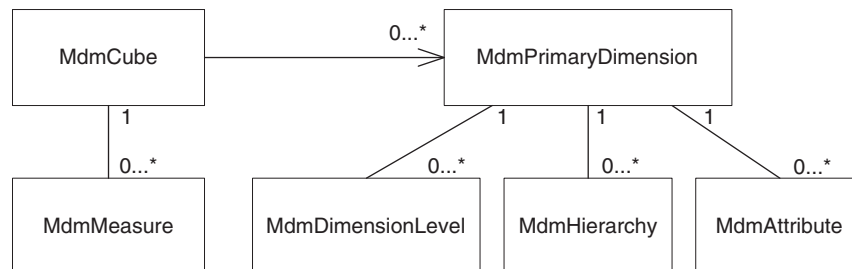 0...*
MdmCube
MdmPrimaryDimension
1
1
1
1
0...*
0...*
0...*
0...*
MdmMeasure
MdmDimensionLevel
MdmHierarchy
MdmAttribute